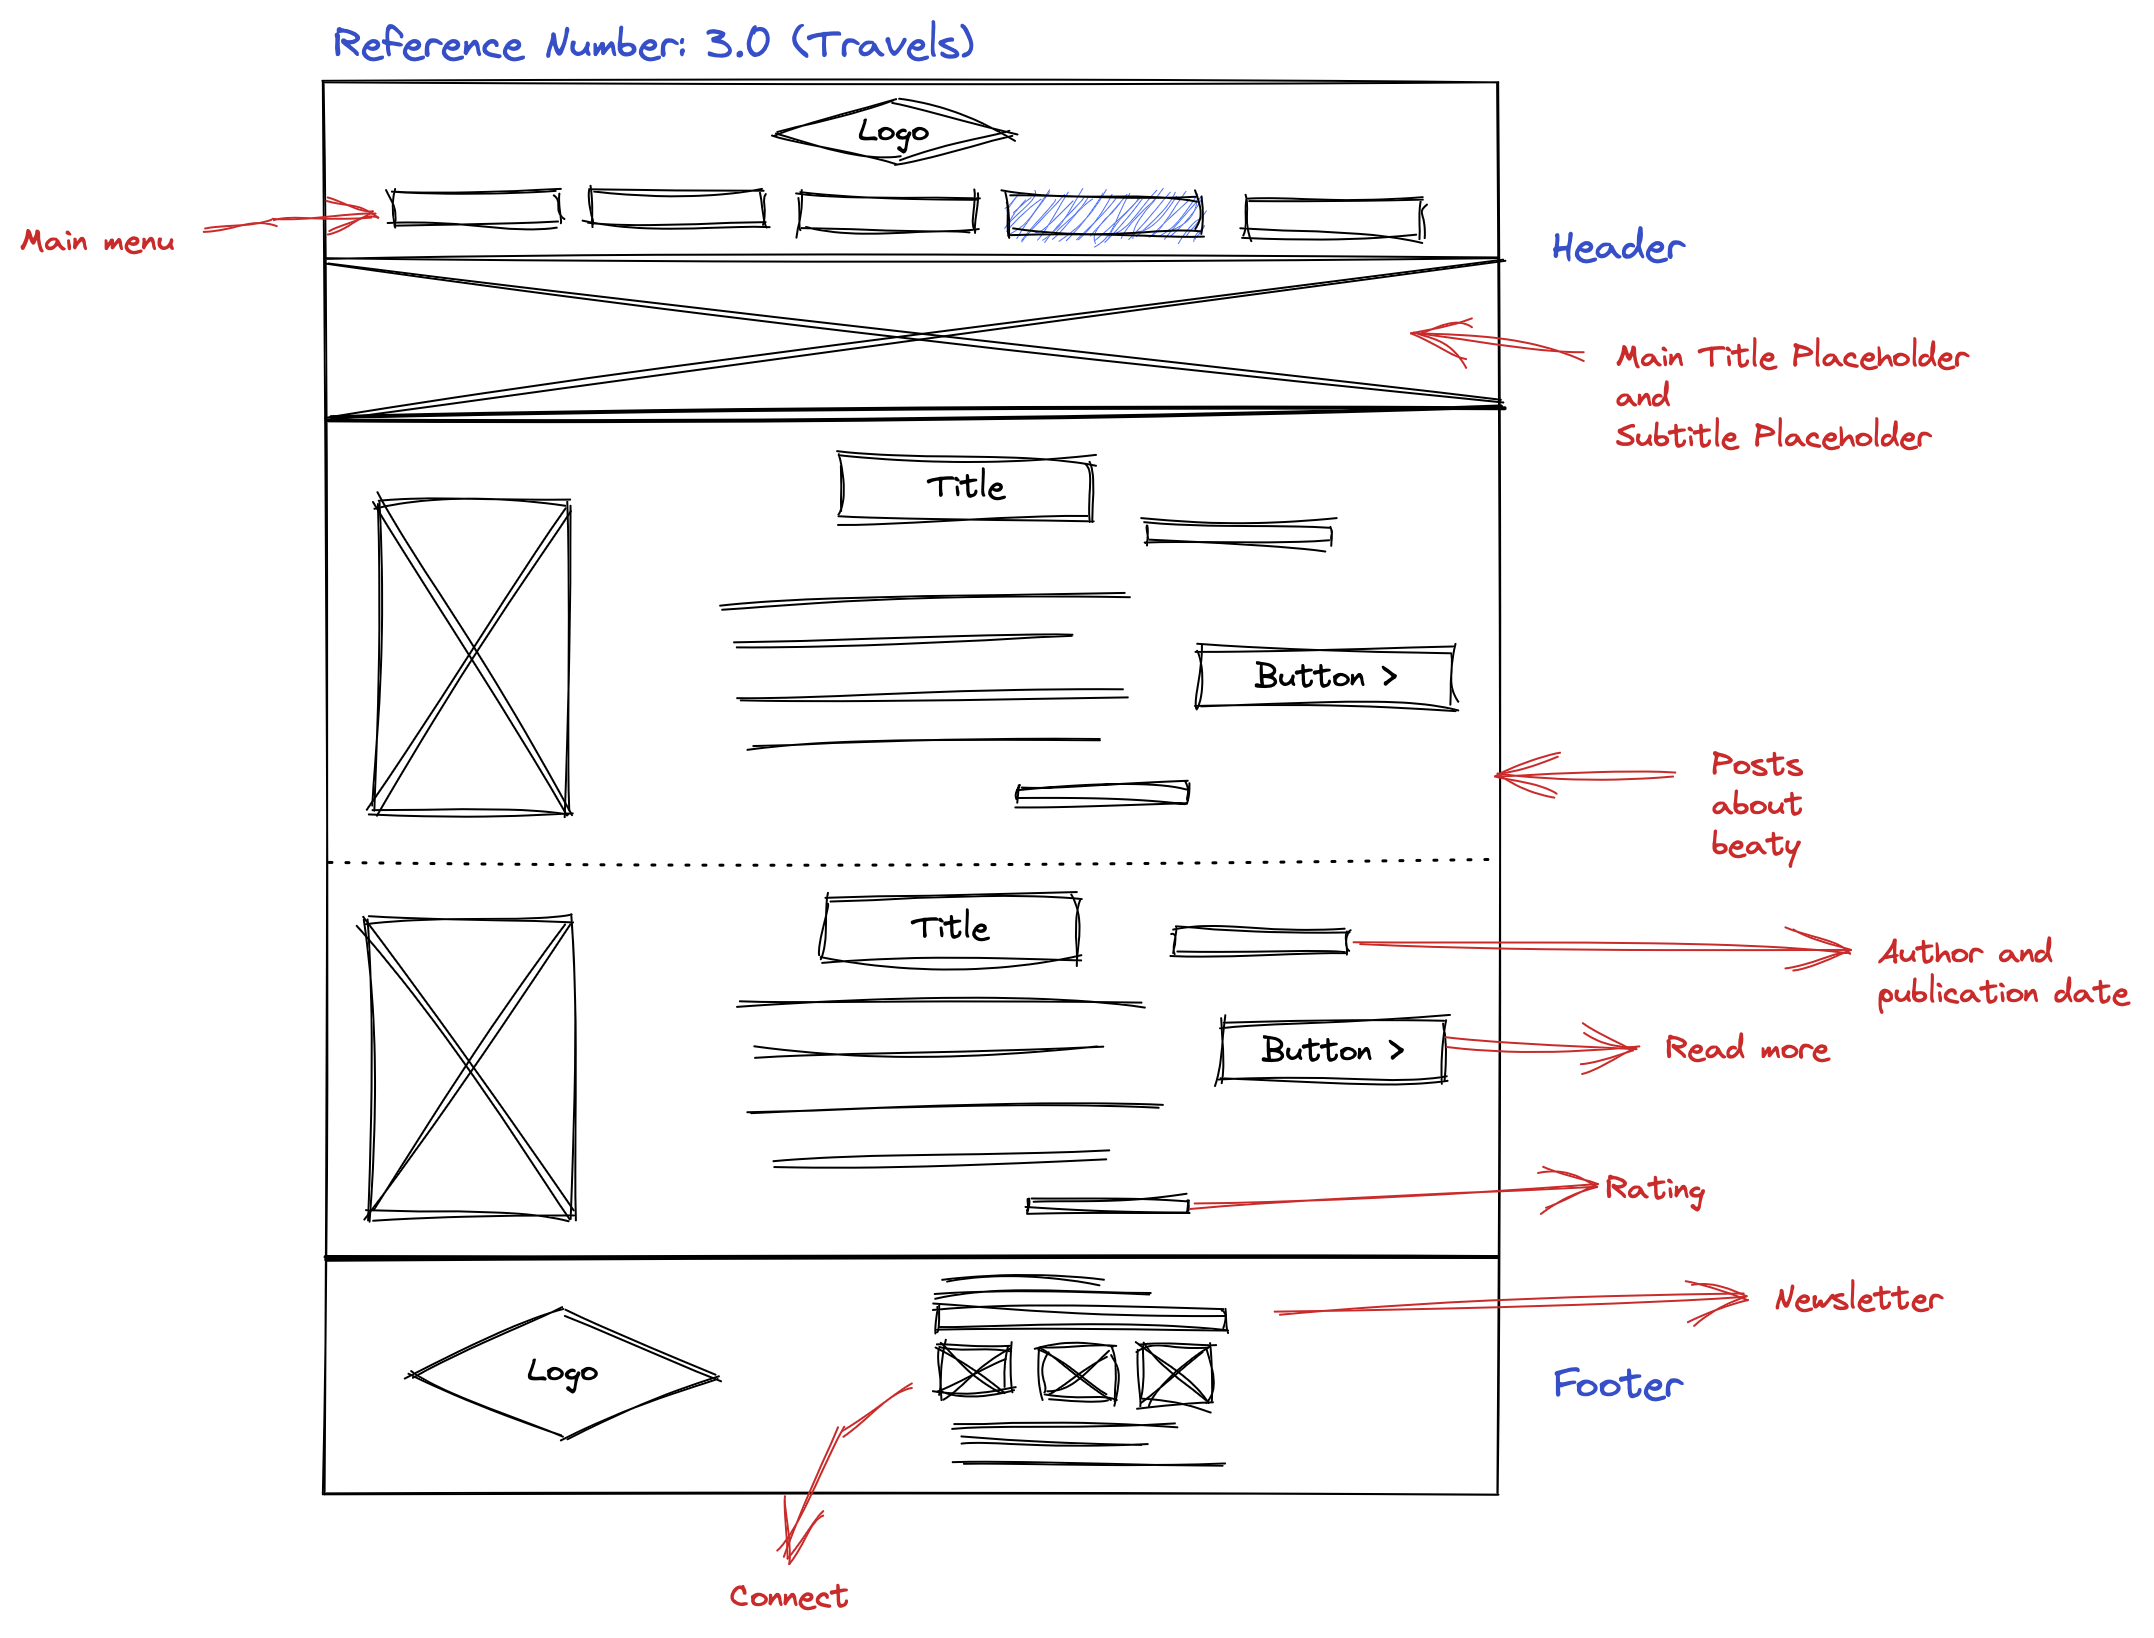 Reference Number: 3.0 (Travels)
Logo
Main menu
Header
Main Title Placeholder
and
Subtitle Placeholder
Title
Button >
Posts
about
beaty
Title
Author and
publication date
Button >
Read more
Rating
Newsletter
Logo
Footer
Connect